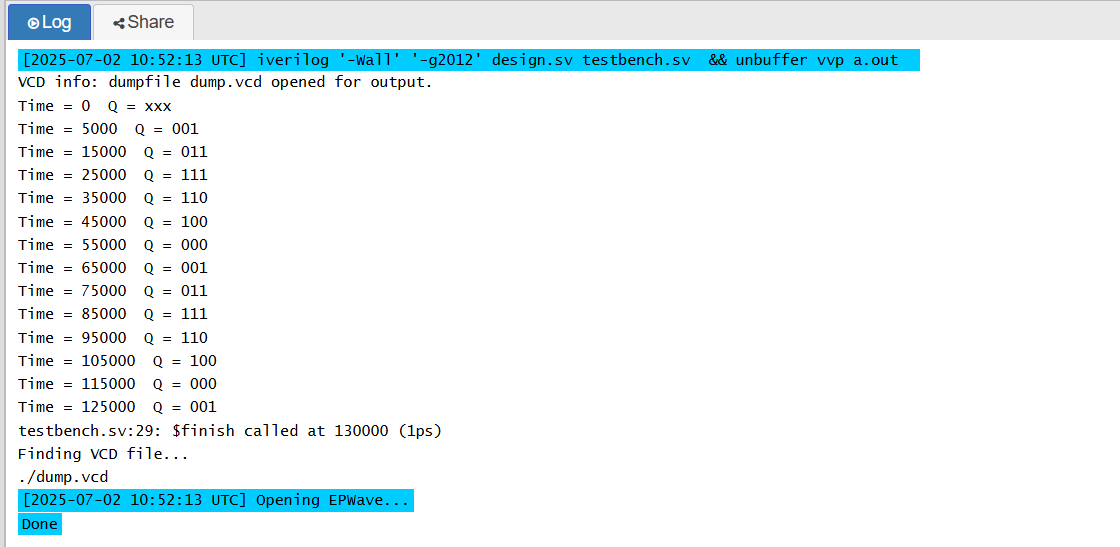 Log Share
[2025-07-02 10:52:13 UTC] iverilog '-Wall' '-g2012' design.sv testbench.sv  && unbuffer vvp a.out
VCD info: dumpfile dump.vcd opened for output.
Time = 0  Q = xxx
Time = 5000  Q = 001
Time = 15000  Q = 011
Time = 25000  Q = 111
Time = 35000  Q = 110
Time = 45000  Q = 100
Time = 55000  Q = 000
Time = 65000  Q = 001
Time = 75000  Q = 011
Time = 85000  Q = 111
Time = 95000  Q = 110
Time = 105000  Q = 100
Time = 115000  Q = 000
Time = 125000  Q = 001
testbench.sv:29: $finish called at 130000 (1ps)
Finding VCD file...
./dump.vcd
[2025-07-02 10:52:13 UTC] Opening EPWave...
Done